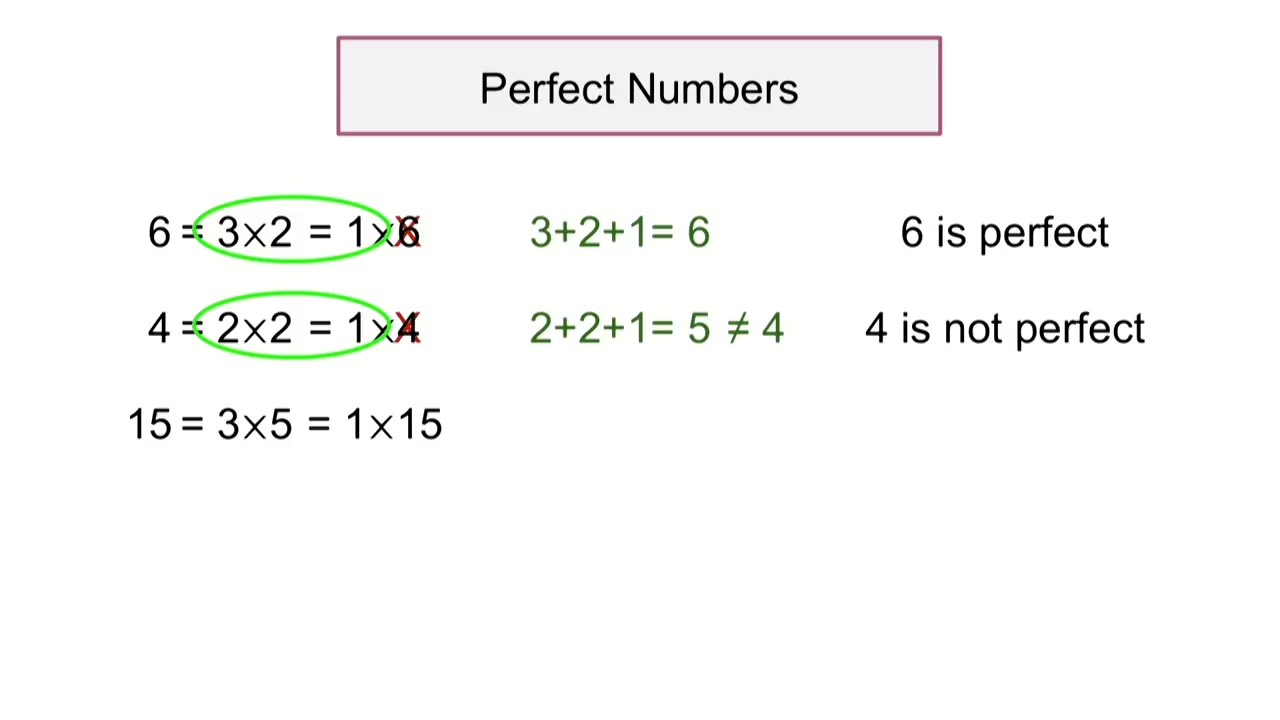 Perfect Numbers
6 = 3×2 = 1×6 3+2+1= 6 6 is perfect
4 = 2×2 = 1×4 2+2+1= 5 ≠ 4 4 is not perfect
15 = 3×5 = 1×15